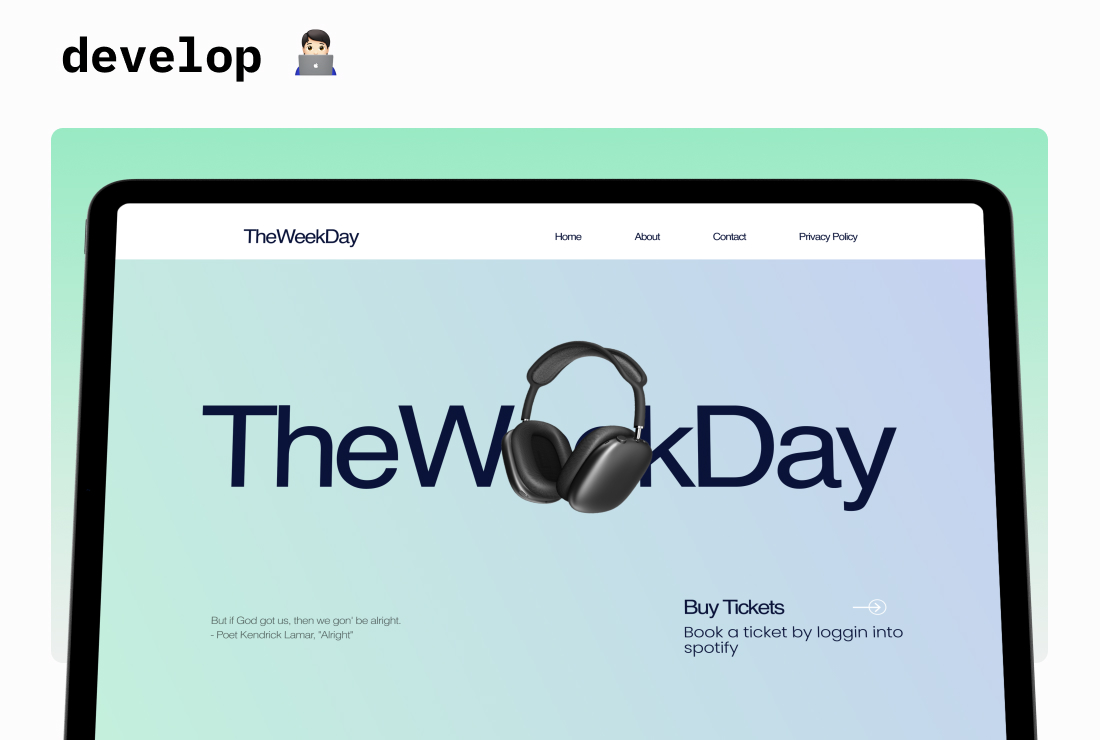 develop
TheWeekDay
Home About Contact Privacy Policy
TheWeekDay
But if God got us, then we gon' be alright.
- Poet Kendrick Lamar, "Alright"
Buy Tickets
Book a ticket by loggin into
spotify